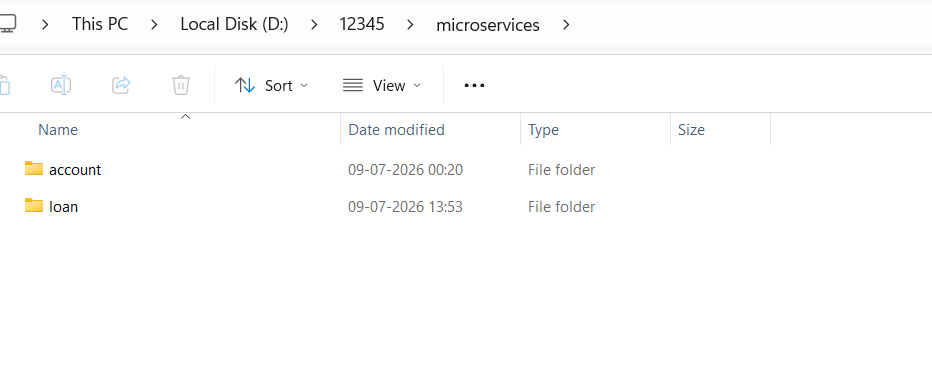 This PC > Local Disk (D:) > 12345 > microservices >
Sort View ...
Name Date modified Type Size
account 09-07-2026 00:20 File folder
loan 09-07-2026 13:53 File folder